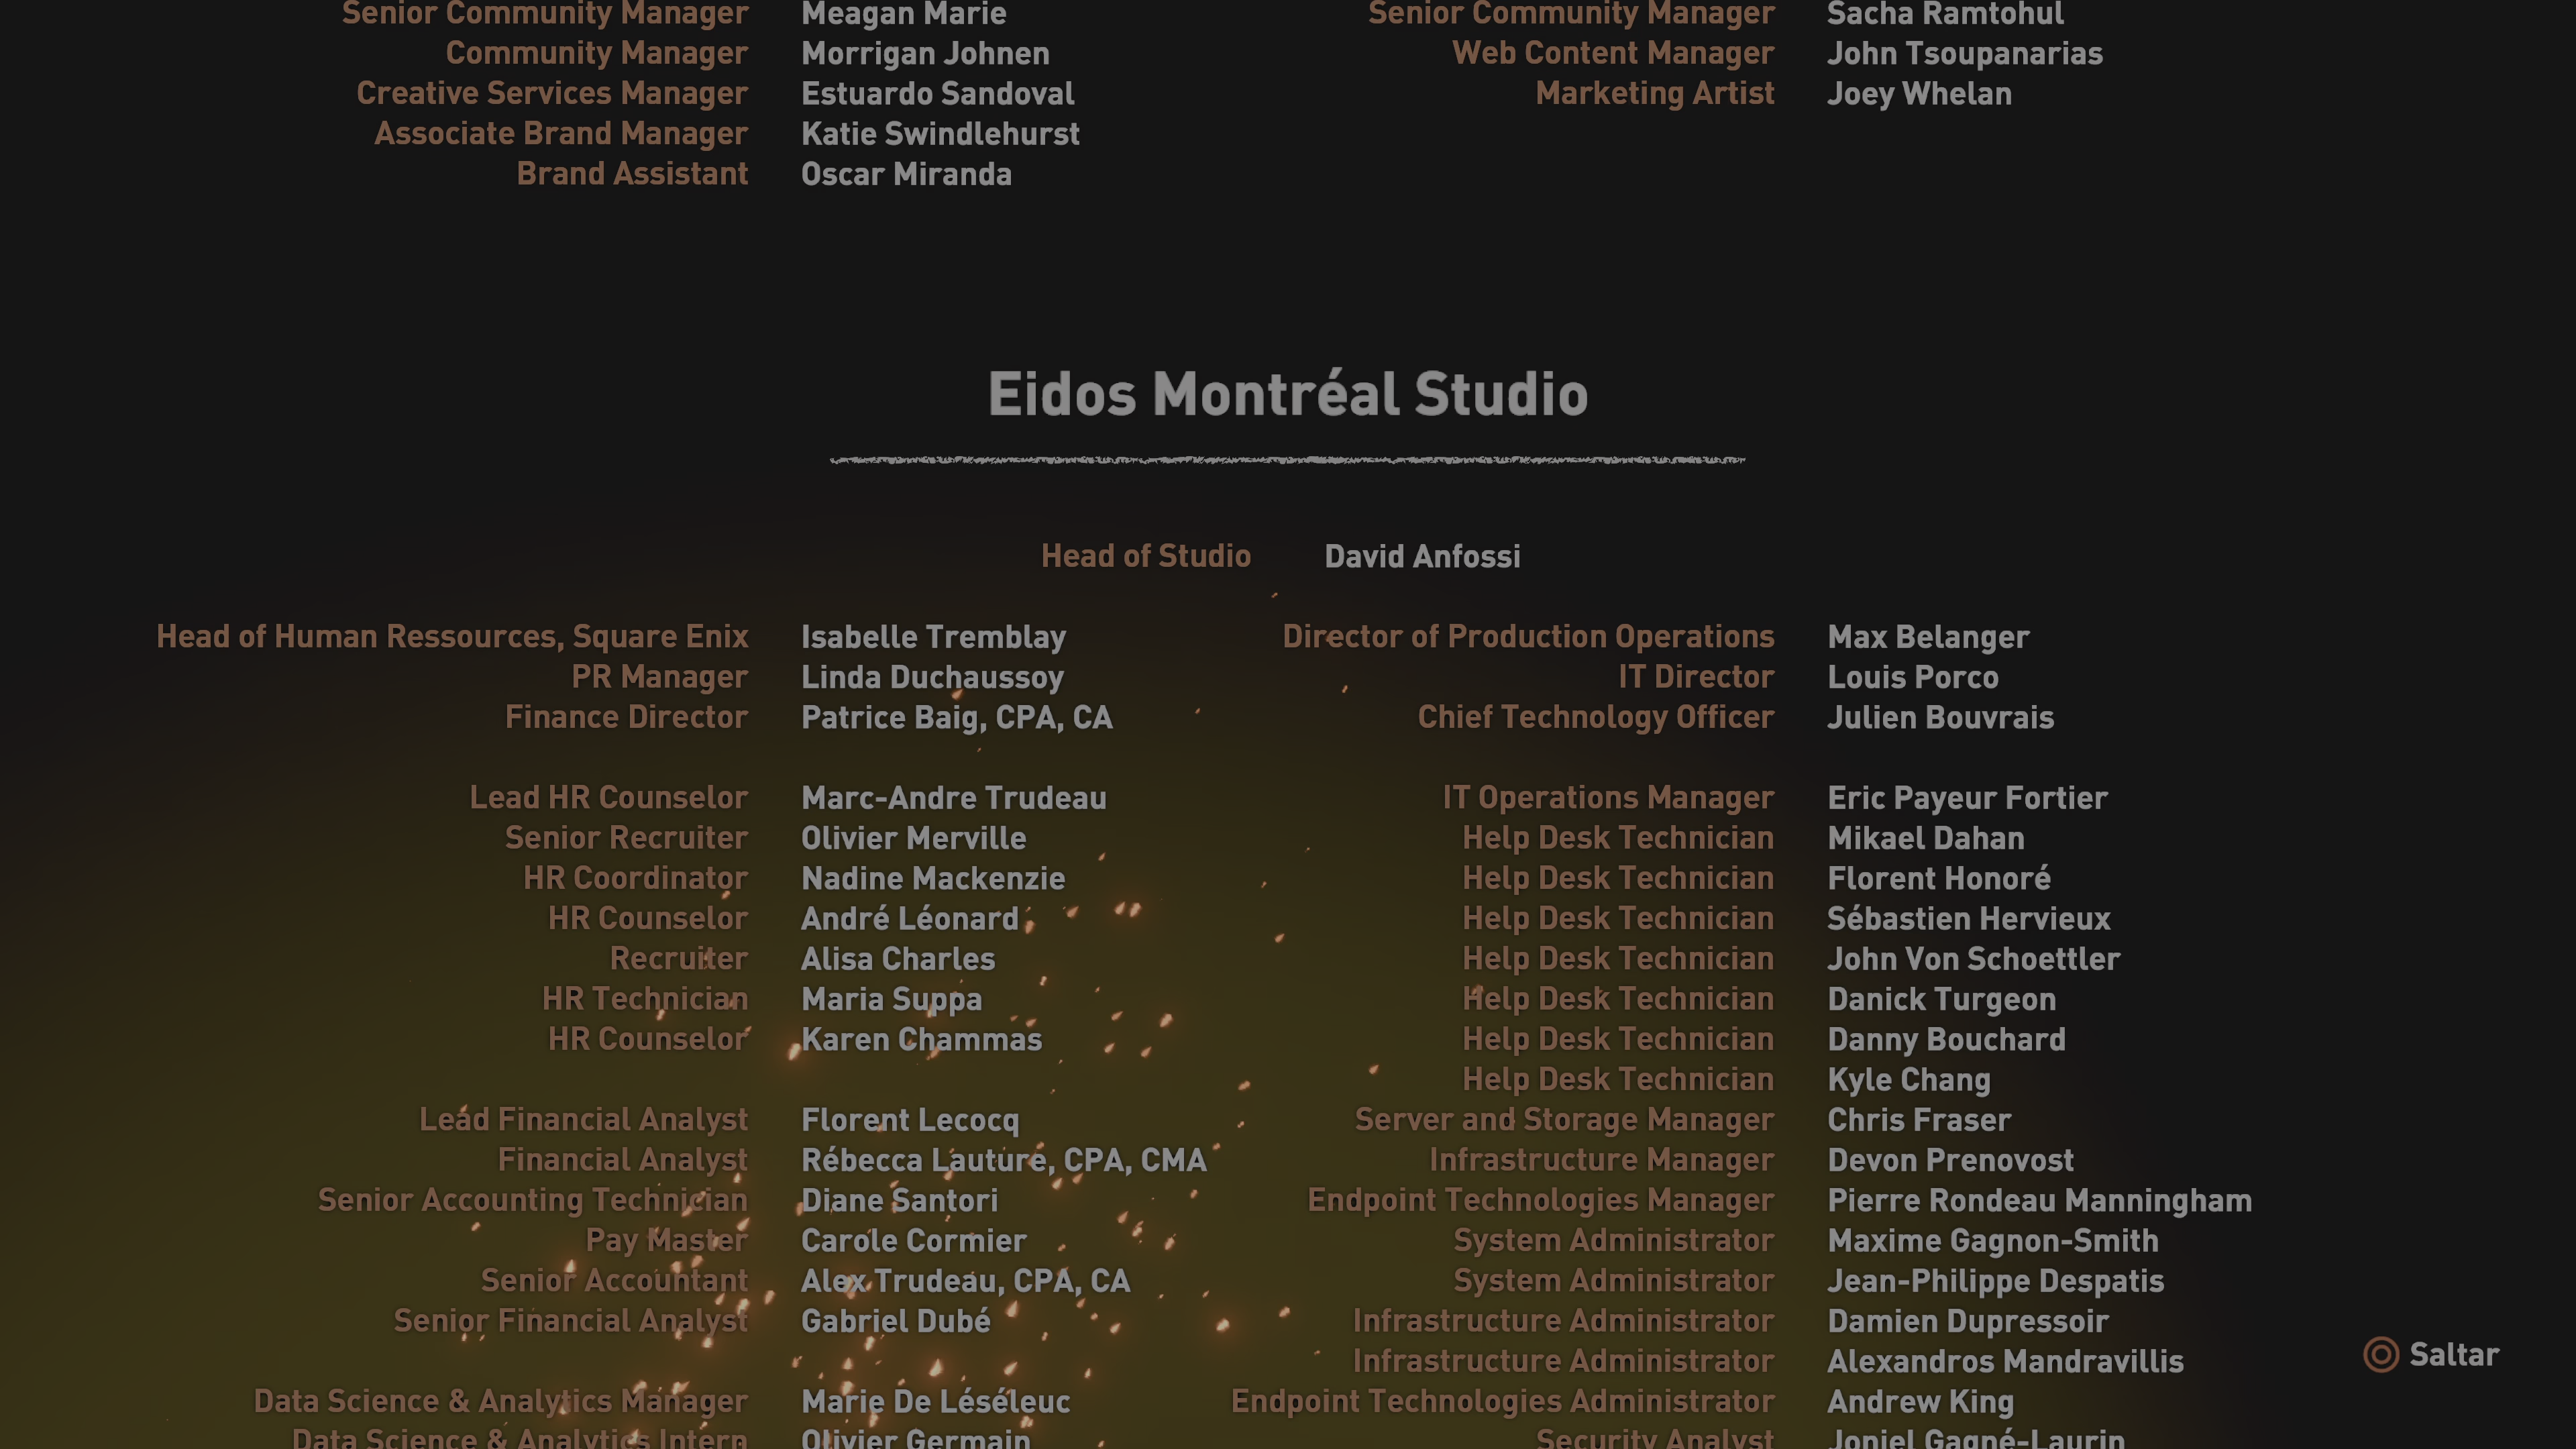 Senior Community Manager Meagan Marie Senior Community Manager Sacha Ramtohul
Community Manager Morrigan Johnen Web Content Manager John Tsoupanarias
Creative Services Manager Estuardo Sandoval Marketing Artist Joey Whelan
Associate Brand Manager Katie Swindlehurst
Brand Assistant Oscar Miranda
Eidos Montréal Studio
Head of Studio David Anfossi
Head of Human Ressources, Square Enix Isabelle Tremblay Director of Production Operations Max Belanger
PR Manager Linda Duchaussoy IT Director Louis Porco
Finance Director Patrice Baig, CPA, CA Chief Technology Officer Julien Bouvrais
Lead HR Counselor Marc-Andre Trudeau IT Operations Manager Eric Payeur Fortier
Senior Recruiter Olivier Merville Help Desk Technician Mikael Dahan
HR Coordinator Nadine Mackenzie Help Desk Technician Florent Honoré
HR Counselor André Léonard Help Desk Technician Sébastien Hervieux
Recruiter Alisa Charles Help Desk Technician John Von Schoettler
HR Technician Maria Suppa Help Desk Technician Danick Turgeon
HR Counselor Karen Chammas Help Desk Technician Danny Bouchard
Help Desk Technician Kyle Chang
Lead Financial Analyst Florent Lecocq Server and Storage Manager Chris Fraser
Financial Analyst Rébecca Lauture, CPA, CMA Infrastructure Manager Devon Prenovost
Senior Accounting Technician Diane Santori Endpoint Technologies Manager Pierre Rondeau Manningham
Pay Master Carole Cormier System Administrator Maxime Gagnon-Smith
Senior Accountant Alex Trudeau, CPA, CA System Administrator Jean-Philippe Despatis
Senior Financial Analyst Gabriel Dubé Infrastructure Administrator Damien Dupressoir
Infrastructure Administrator Alexandros Mandravillis
Saltar
Data Science & Analytics Manager Marie De Léséleuc Endpoint Technologies Administrator Andrew King
Data Science & Analytics Intern Olivier Germain Security Analyst Joniel Gagné-Laurin